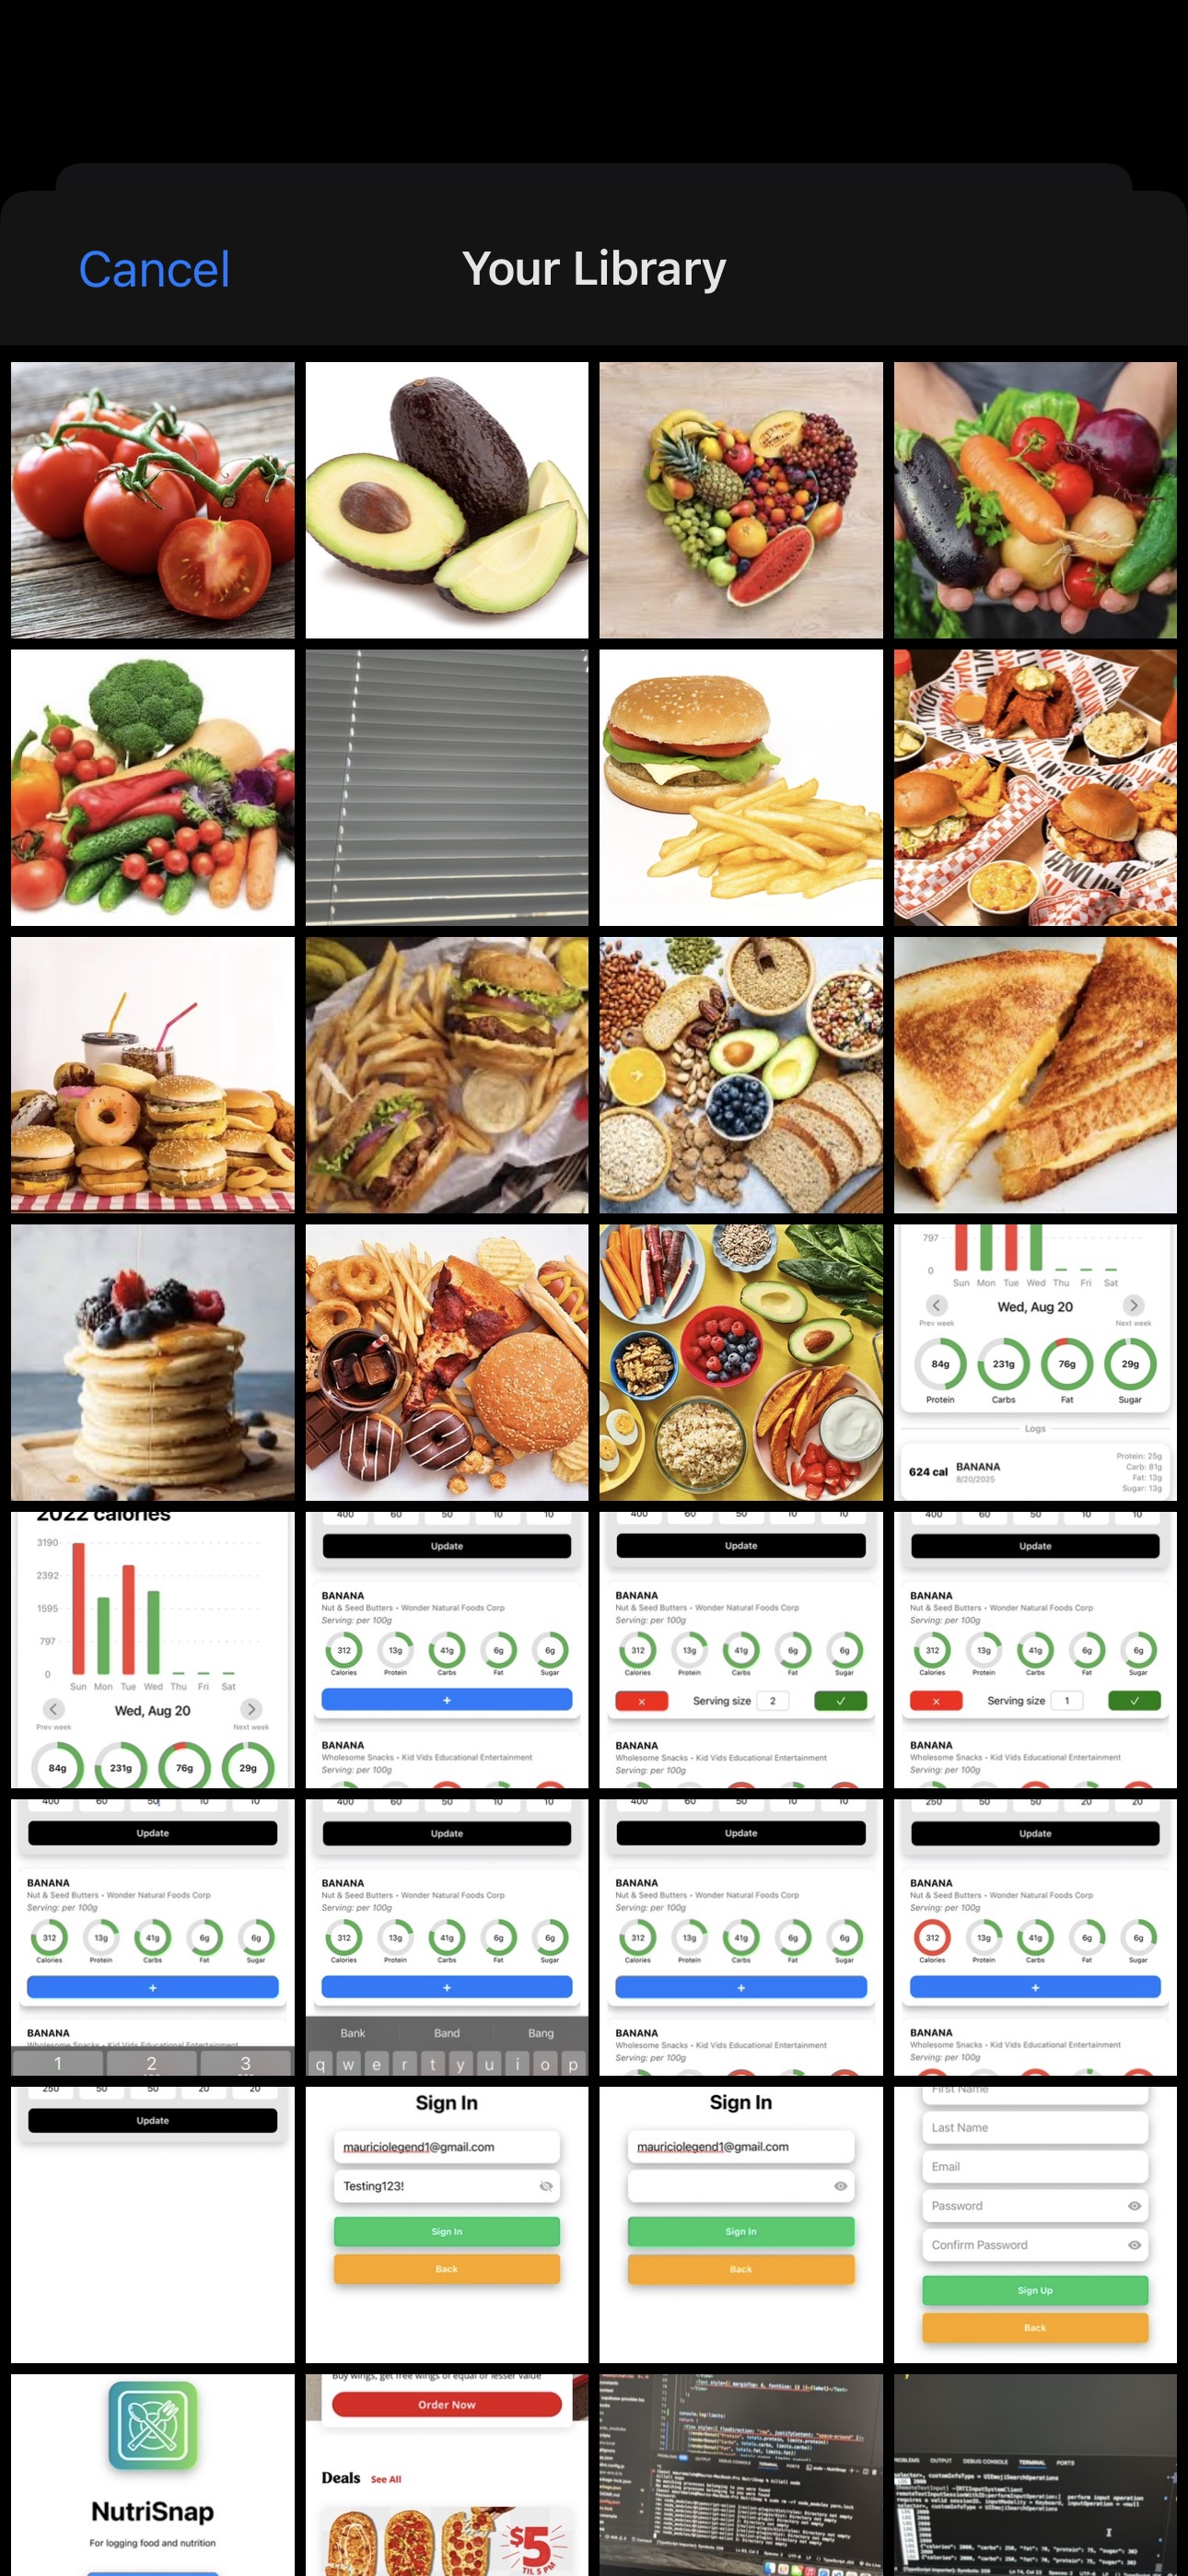 Cancel
Your Library
HOWLIN
797
0
Sun Mon Tue Wed Thu Fri Sat
Wed, Aug 20
Prev week
Next week
84g 231g 76g 29g
Protein Carbs Fat Sugar
Logs
624 cal
BANANA
8/20/2025
Protein: 25g
Carb: 81g
Fat: 13g
Sugar: 13g
2022 calories
3190
2392
1595
797
0
Sun Mon Tue Wed Thu Fri Sat
Wed, Aug 20
Prev week
Next week
84g 231g 76g 29g
400 60 50 10 10
Update
BANANA
Nut & Seed Butters • Wonder Natural Foods Corp
Serving: per 100g
312 13g 41g 6g 6g
Calories Protein Carbs Fat Sugar
+
BANANA
Wholesome Snacks • Kid Vids Educational Entertainment
Serving: per 100g
400 60 50 10 10
Update
BANANA
Nut & Seed Butters • Wonder Natural Foods Corp
Serving: per 100g
312 13g 41g 6g 6g
Calories Protein Carbs Fat Sugar
Serving size 2
BANANA
Wholesome Snacks • Kid Vids Educational Entertainment
Serving: per 100g
400 60 50 10 10
Update
BANANA
Nut & Seed Butters • Wonder Natural Foods Corp
Serving: per 100g
312 13g 41g 6g 6g
Calories Protein Carbs Fat Sugar
Serving size 1
BANANA
Wholesome Snacks • Kid Vids Educational Entertainment
Serving: per 100g
400 60 50 10 10
Update
BANANA
Nut & Seed Butters • Wonder Natural Foods Corp
Serving: per 100g
312 13g 41g 6g 6g
Calories Protein Carbs Fat Sugar
+
BANANA
Wholesome Snacks • Kid Vids Educational Entertainment
1 2 3
400 60 50 10 10
Update
BANANA
Nut & Seed Butters • Wonder Natural Foods Corp
Serving: per 100g
312 13g 41g 6g 6g
Calories Protein Carbs Fat Sugar
+
Bank Band Bang
q w e r t y u i o p
400 60 50 10 10
Update
BANANA
Nut & Seed Butters • Wonder Natural Foods Corp
Serving: per 100g
312 13g 41g 6g 6g
Calories Protein Carbs Fat Sugar
+
BANANA
Wholesome Snacks • Kid Vids Educational Entertainment
Serving: per 100g
250 50 50 20 20
Update
BANANA
Nut & Seed Butters • Wonder Natural Foods Corp
Serving: per 100g
312 13g 41g 6g 6g
Calories Protein Carbs Fat Sugar
+
BANANA
Wholesome Snacks • Kid Vids Educational Entertainment
Serving: per 100g
250 50 50 20 20
Update
Sign In
mauriciolegend1@gmail.com
Testing123!
Sign In
Back
Sign In
mauriciolegend1@gmail.com
Sign In
Back
First Name
Last Name
Email
Password
Confirm Password
Sign Up
Back
NutriSnap
For logging food and nutrition
Buy wings, get free wings of equal or lesser value
Order Now
Deals See All
$5
TIL 5 PM
PROBLEMS OUTPUT DEBUG CONSOLE TERMINAL PORTS